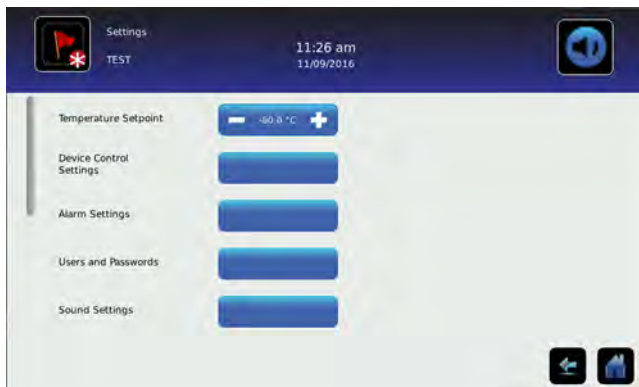 Settings
TEST
11:26 am
11/09/2016
Temperature Setpoint
-80.0 °C
Device Control
Settings
Alarm Settings
Users and Passwords
Sound Settings